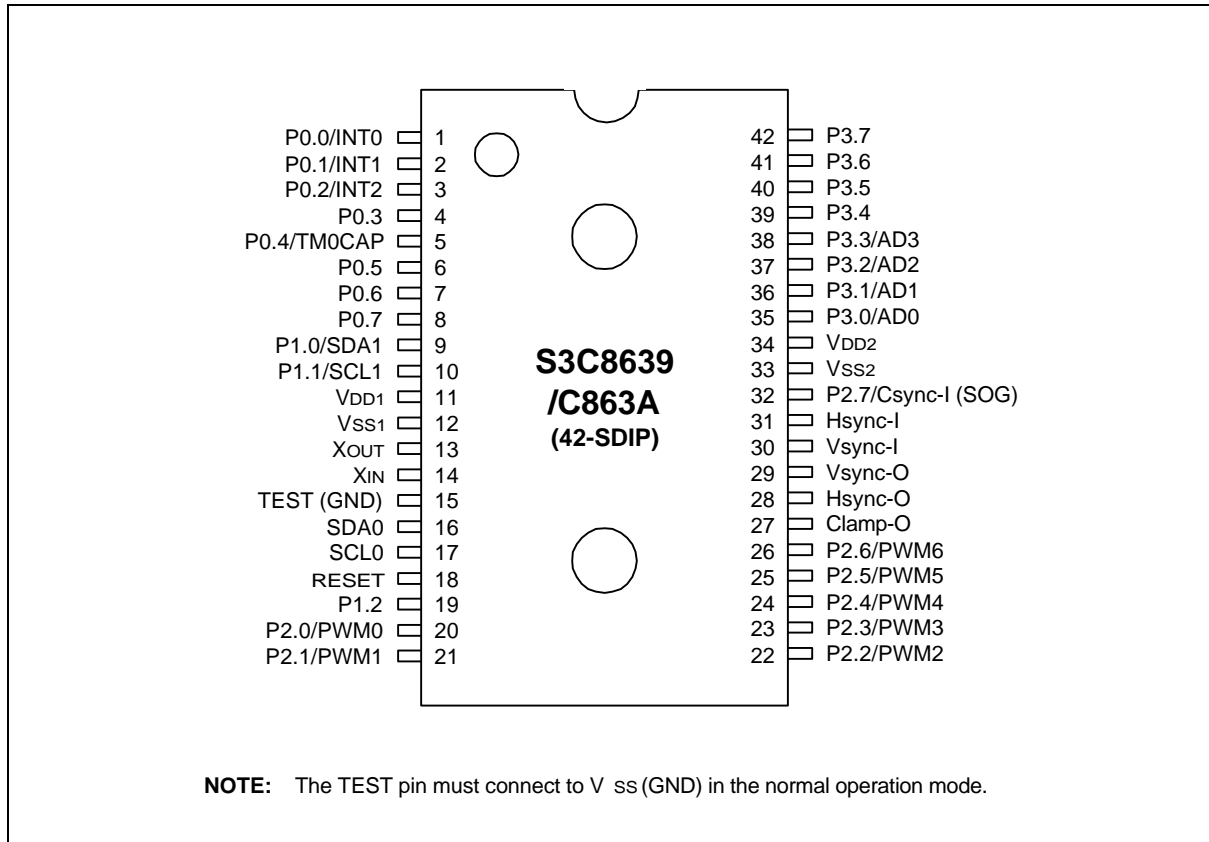 P0.0/INT0 1
P0.1/INT1 2
P0.2/INT2 3
P0.3 4
P0.4/TM0CAP 5
P0.5 6
P0.6 7
P0.7 8
P1.0/SDA1 9
P1.1/SCL1 10
VDD1 11
VSS1 12
XOUT 13
XIN 14
TEST (GND) 15
SDA0 16
SCL0 17
RESET 18
P1.2 19
P2.0/PWM0 20
P2.1/PWM1 21
S3C8639
/C863A
(42-SDIP)
42 P3.7
41 P3.6
40 P3.5
39 P3.4
38 P3.3/AD3
37 P3.2/AD2
36 P3.1/AD1
35 P3.0/AD0
34 VDD2
33 VSS2
32 P2.7/Csync-I (SOG)
31 Hsync-I
30 Vsync-I
29 Vsync-O
28 Hsync-O
27 Clamp-O
26 P2.6/PWM6
25 P2.5/PWM5
24 P2.4/PWM4
23 P2.3/PWM3
22 P2.2/PWM2
NOTE: The TEST pin must connect to V SS (GND) in the normal operation mode.